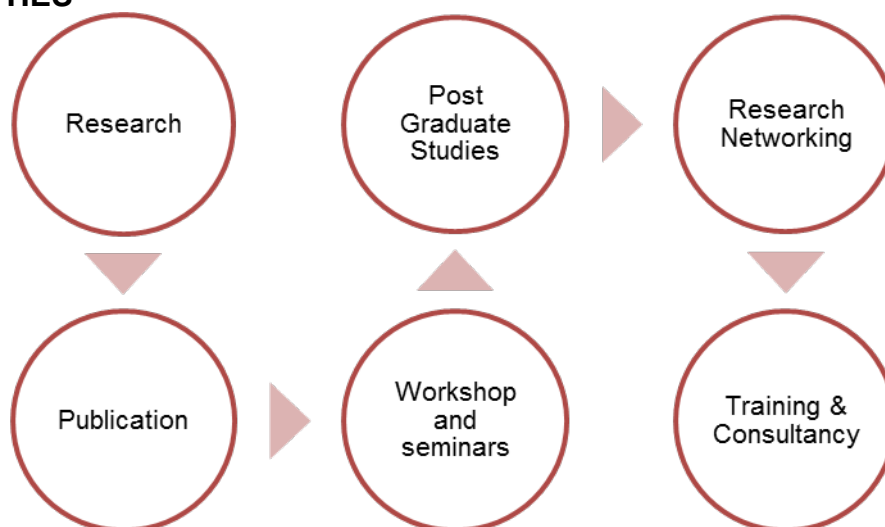 Research
Publication
Workshop
and
seminars
Post
Graduate
Studies
Research
Networking
Training &
Consultancy